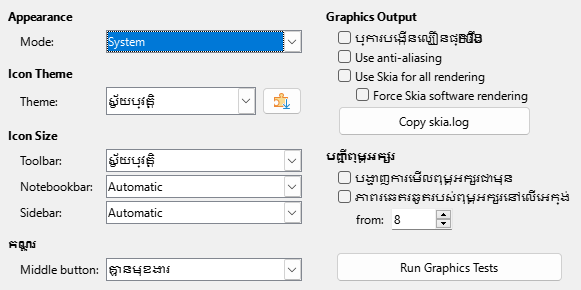 Appearance
Mode: System
Icon Theme
Theme: ស្វ័យប្រវត្តិ
Icon Size
Toolbar: ស្វ័យប្រវត្តិ
Notebookbar: Automatic
Sidebar: Automatic
កណ្ដុរ
Middle button: គ្មានមុខងារ
Graphics Output
ប្រើការបង្កើនល្បឿនផ្នែករឹង
Use anti-aliasing
Use Skia for all rendering
Force Skia software rendering
Copy skia.log
បញ្ជីពុម្ពអក្សរ
បង្ហាញការមើលពុម្ពអក្សរជាមុន
ភាពរឆេតរឆូតរបស់ពុម្ពអក្សរនៅលើអេក្រង់
from: 8
Run Graphics Tests